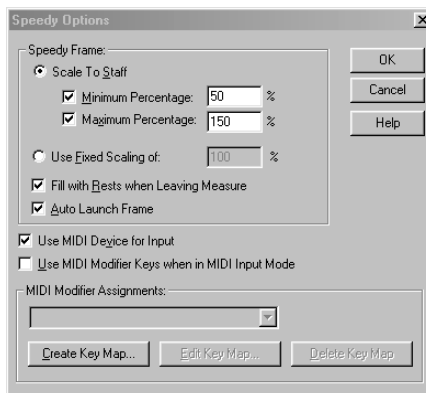 Speedy Options
Speedy Frame:
Scale To Staff
Minimum Percentage: 50 %
Maximum Percentage: 150 %
Use Fixed Scaling of: 100 %
Fill with Rests when Leaving Measure
Auto Launch Frame
OK
Cancel
Help
Use MIDI Device for Input
Use MIDI Modifier Keys when in MIDI Input Mode
MIDI Modifier Assignments:
Create Key Map... Edit Key Map... Delete Key Map